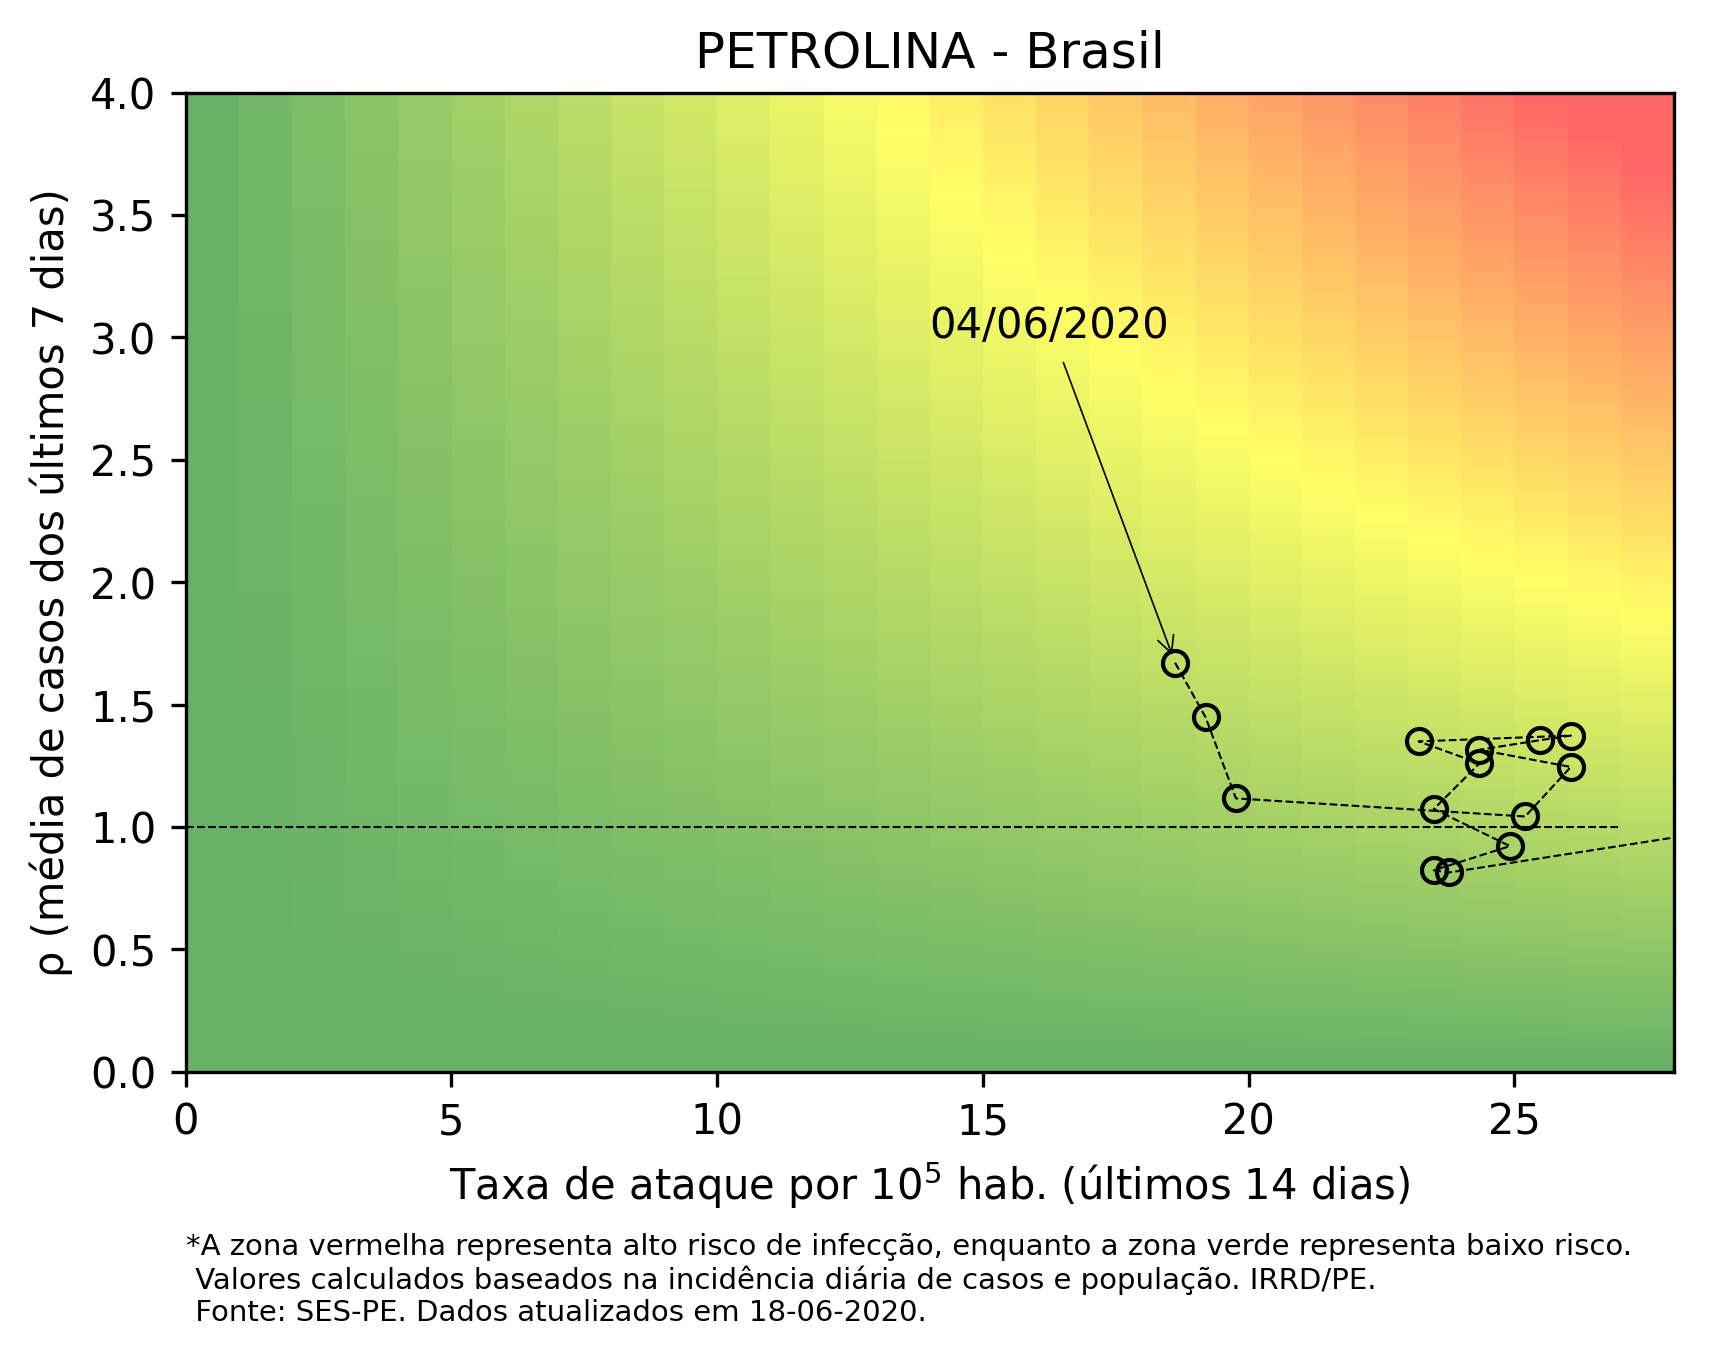 PETROLINA - Brasil
4.0
3.5
3.0
2.5
2.0
1.5
1.0
0.5
0.0
ρ (média de casos dos últimos 7 dias)
04/06/2020
0 5 10 15 20 25
Taxa de ataque por 10⁵ hab. (últimos 14 dias)
*A zona vermelha representa alto risco de infecção, enquanto a zona verde representa baixo risco.
Valores calculados baseados na incidência diária de casos e população. IRRD/PE.
Fonte: SES-PE. Dados atualizados em 18-06-2020.